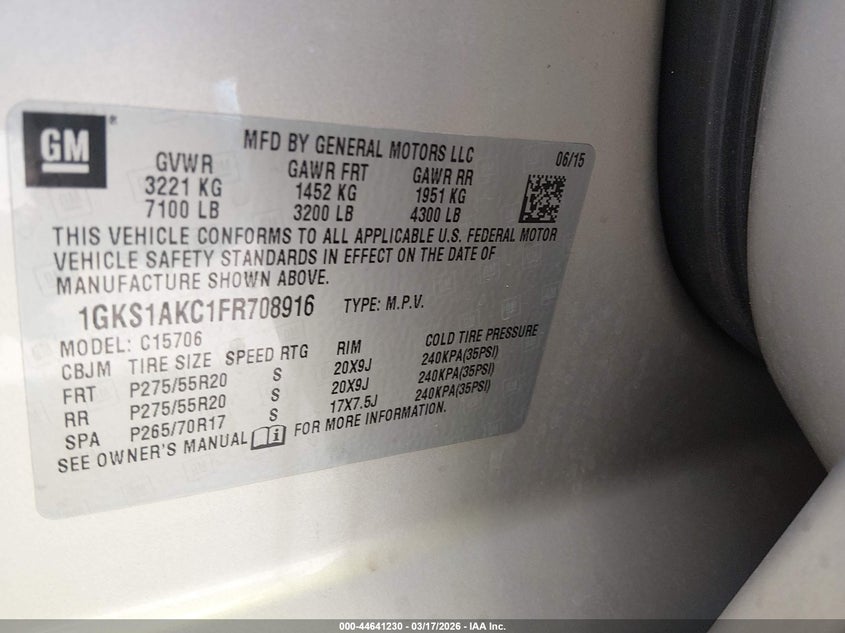 GM®
MFD BY GENERAL MOTORS LLC 06/15
GVWR GAWR FRT GAWR RR
3221 KG 1452 KG 1951 KG
7100 LB 3200 LB 4300 LB
THIS VEHICLE CONFORMS TO ALL APPLICABLE U.S. FEDERAL MOTOR
VEHICLE SAFETY STANDARDS IN EFFECT ON THE DATE OF
MANUFACTURE SHOWN ABOVE.
1GKS1AKC1FR708916 TYPE: M.P.V.
MODEL: C15706
CBJM TIRE SIZE SPEED RTG RIM COLD TIRE PRESSURE
FRT P275/55R20 S 20X9J 240KPA(35PSI)
RR P275/55R20 S 20X9J 240KPA(35PSI)
SPA P265/70R17 S 17X7.5J 240KPA(35PSI)
SEE OWNER'S MANUAL FOR MORE INFORMATION.
000-44641230 - 03/17/2026 - IAA Inc.